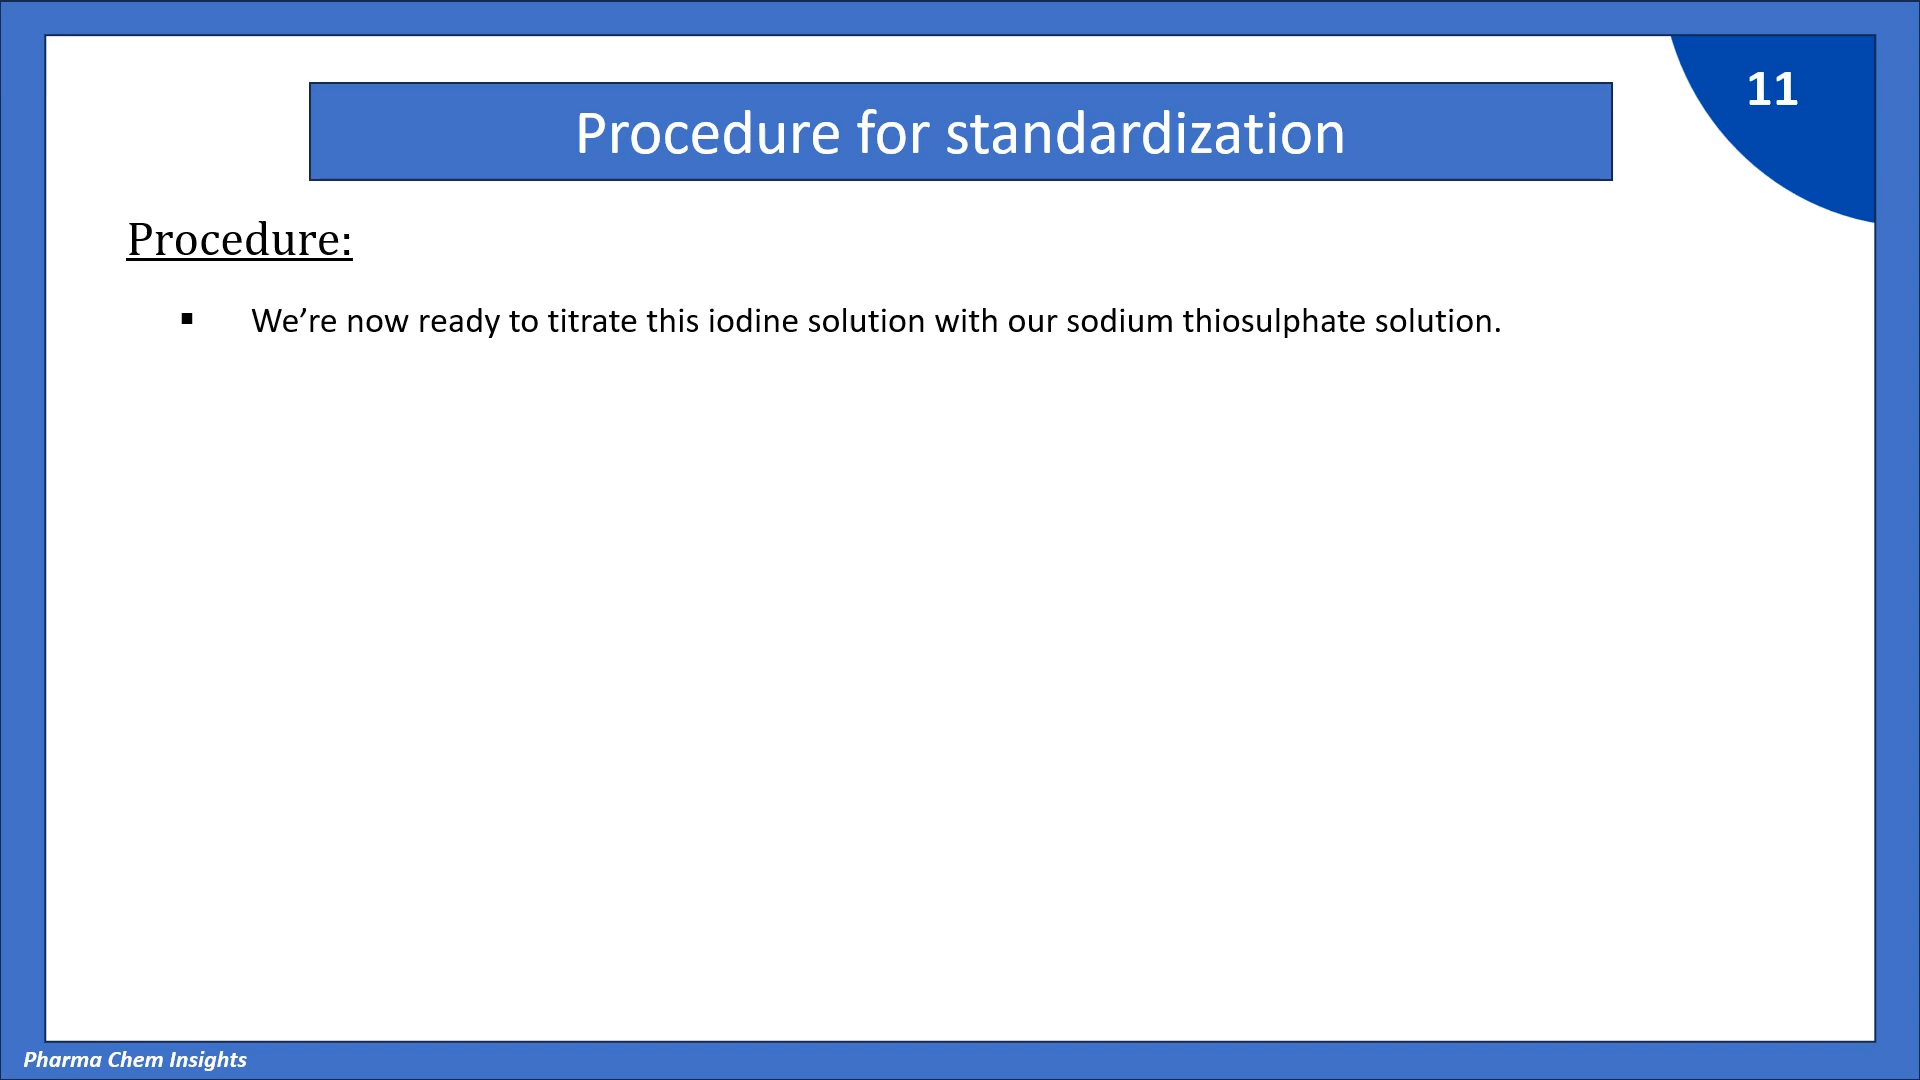 11
Procedure for standardization
Procedure:
▪ We’re now ready to titrate this iodine solution with our sodium thiosulphate solution.
Pharma Chem Insights